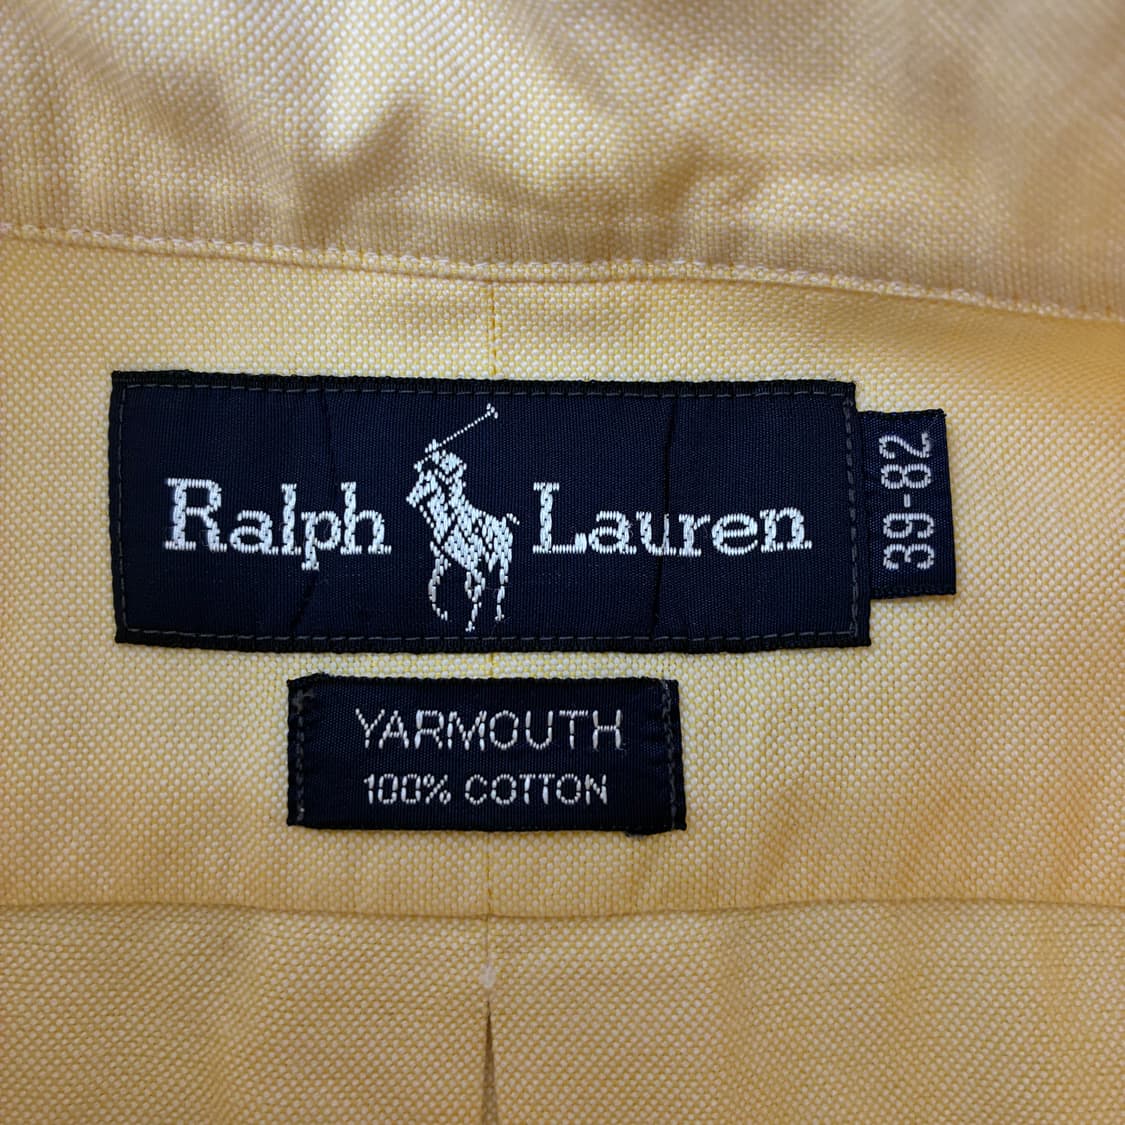 Ralph Lauren
39-82
YARMOUTH
100% COTTON